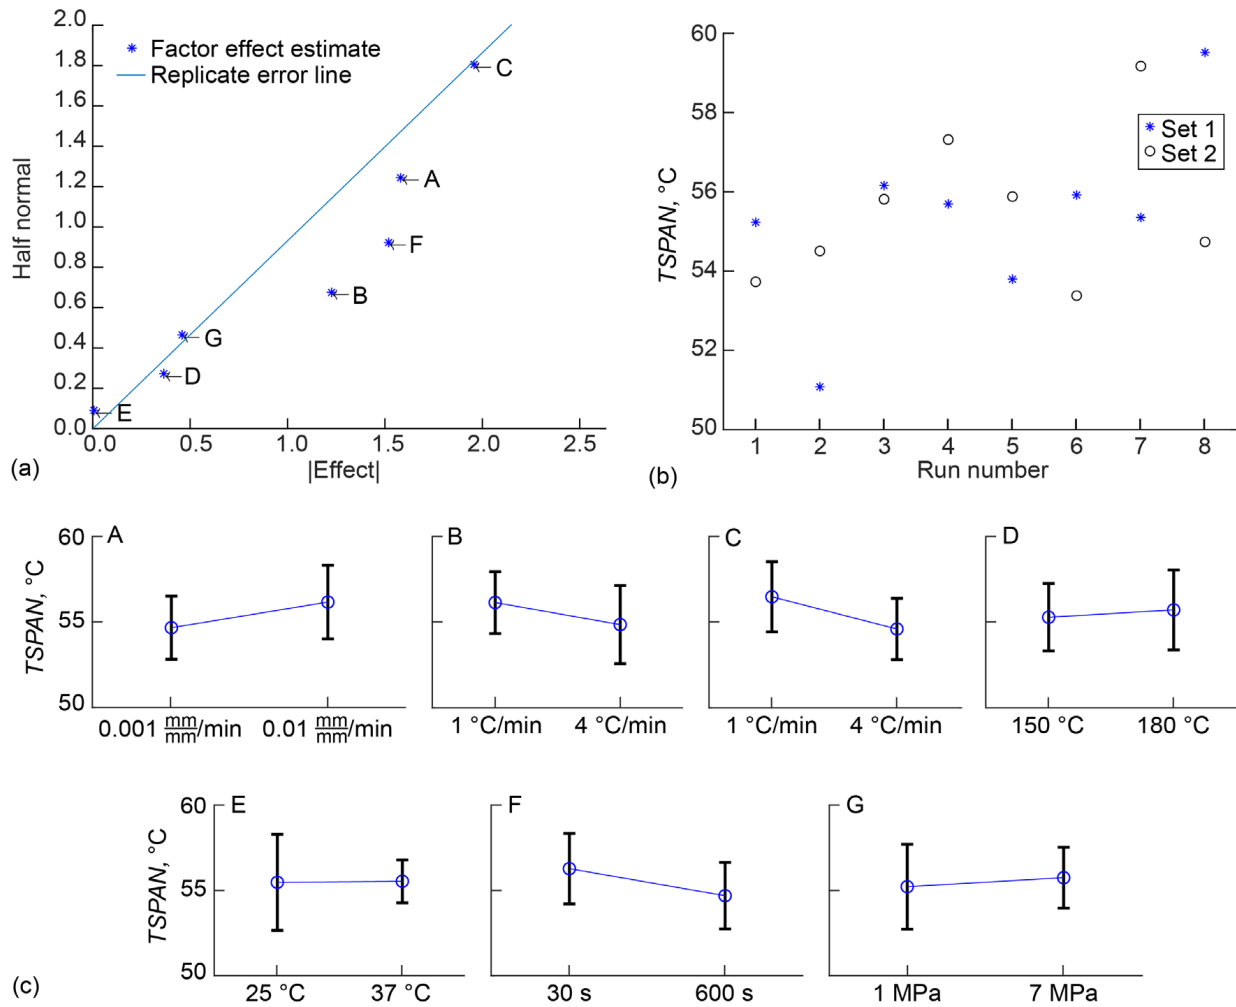 2.0
1.8
1.6
1.4
1.2
1.0
0.8
0.6
0.4
0.2
0.0
Half normal
Factor effect estimate
Replicate error line
C
A
F
B
G
D
E
0.0 0.5 1.0 1.5 2.0 2.5
|Effect|
(a)
60
58
56
54
52
50
TSPAN, °C
Set 1
Set 2
1 2 3 4 5 6 7 8
Run number
(b)
A
60
55
50
TSPAN, °C
0.001 mm/mm/min 0.01 mm/mm/min
B
1 °C/min 4 °C/min
C
1 °C/min 4 °C/min
D
150 °C 180 °C
E
60
55
50
TSPAN, °C
25 °C 37 °C
F
30 s 600 s
G
1 MPa 7 MPa
(c)